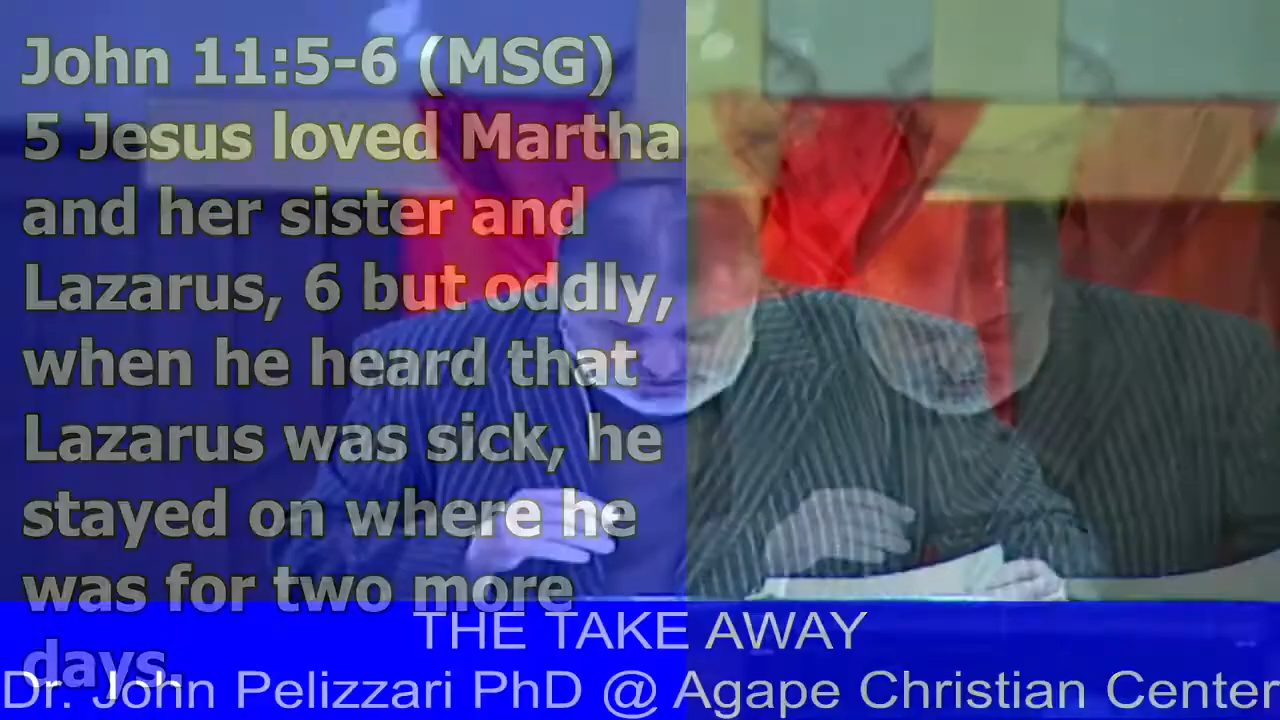 John 11:5-6 (MSG)
5 Jesus loved Martha
and her sister and
Lazarus, 6 but oddly,
when he heard that
Lazarus was sick, he
stayed on where he
was for two more
days.
THE TAKE AWAY
Dr. John Pelizzari PhD @ Agape Christian Center